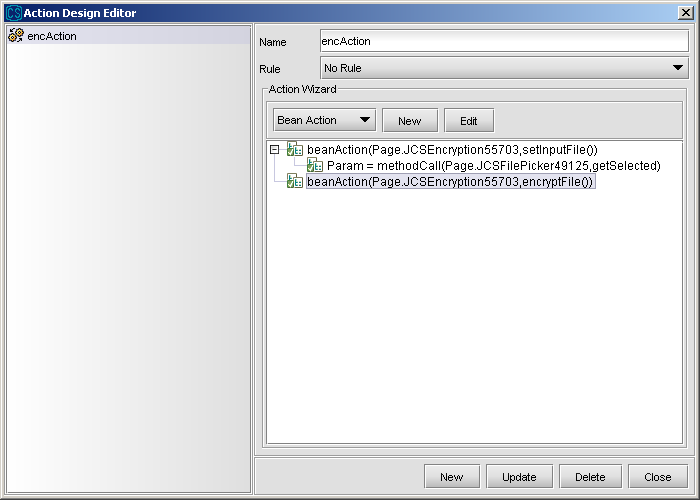 CS Action Design Editor
encAction
Name encAction
Rule No Rule
Action Wizard
Bean Action New Edit
beanAction(Page.JCSEncryption55703,setInputFile())
Param = methodCall(Page.JCSFilePicker49125,getSelected)
beanAction(Page.JCSEncryption55703,encryptFile())
New Update Delete Close